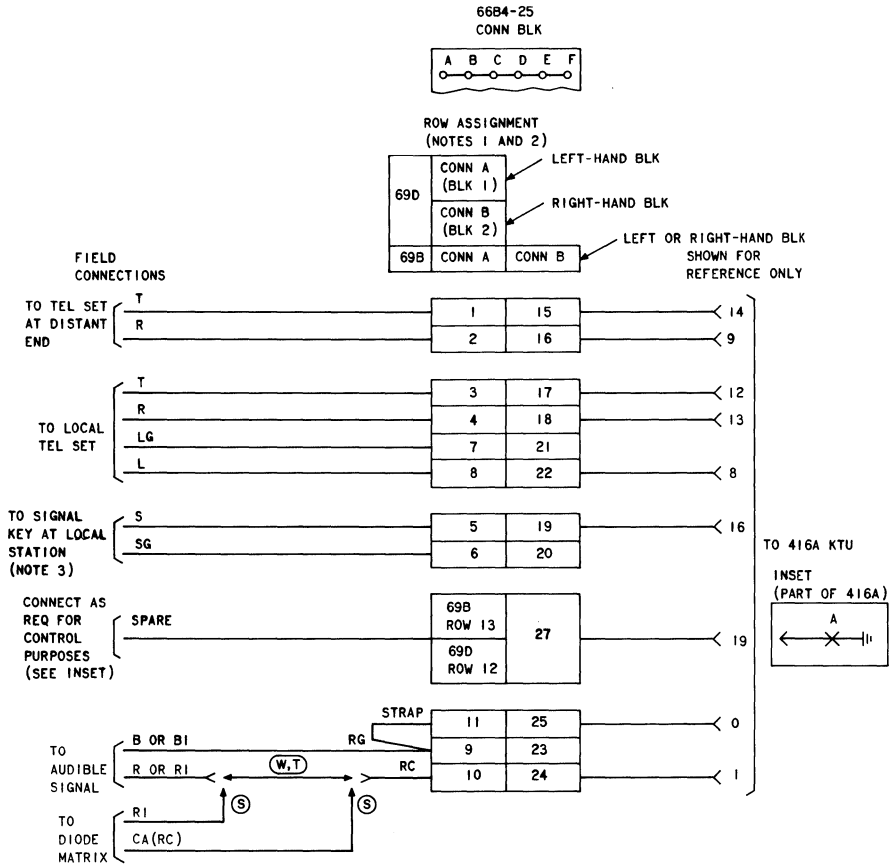 66B4-25
CONN BLK
A B C D E F
ROW ASSIGNMENT
(NOTES 1 AND 2)
69D
CONN A
(BLK 1)
LEFT-HAND BLK
CONN B
(BLK 2)
RIGHT-HAND BLK
69B CONN A CONN B
LEFT OR RIGHT-HAND BLK
SHOWN FOR
REFERENCE ONLY
FIELD
CONNECTIONS
TO TEL SET
AT DISTANT
END
T 1 15 14
R 2 16 9
TO LOCAL
TEL SET
T 3 17 12
R 4 18 13
LG 7 21
L 8 22 8
TO SIGNAL
KEY AT LOCAL
STATION
(NOTE 3)
S 5 19 16
SG 6 20
TO 416A KTU
INSET
(PART OF 416A)
A
CONNECT AS
REQ FOR
CONTROL
PURPOSES
(SEE INSET)
SPARE
69B
ROW 13
69D
ROW 12
27 19
STRAP 11 25 0
TO
AUDIBLE
SIGNAL
B OR B1 RG 9 23
R OR R1 W,T RC 10 24 1
S S
TO
DIODE
MATRIX
R1
CA(RC)